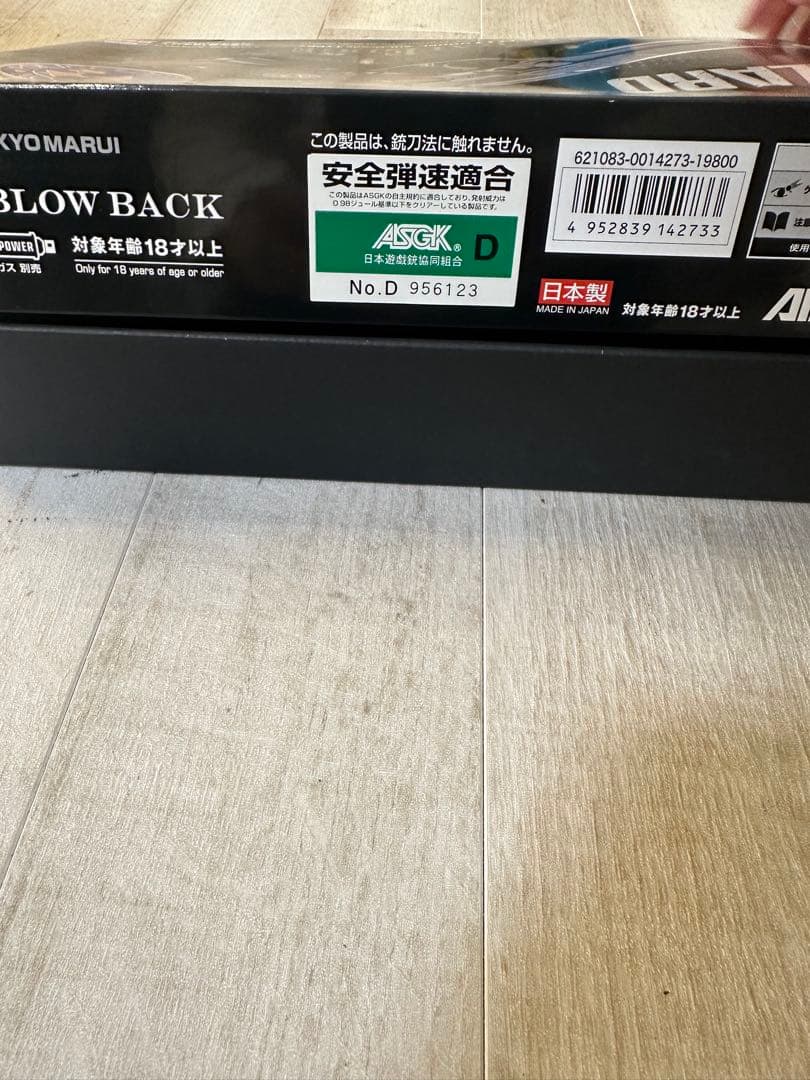 ARD
KYO MARUI
BLOW BACK
POWER
ガス 別売
対象年齢18才以上
Only for 18 years of age or older
この製品は、銃刀法に触れません。
安全弾速適合
この製品はASGKの自主規約に適合しており、発射威力は
0.98ジュール基準以下をクリアーしている製品です。
ASGK® D
日本遊戯銃協同組合
No.D 956123
621083-0014273-19800
4 952839 142733
日本製
MADE IN JAPAN
対象年齢18才以上
使用